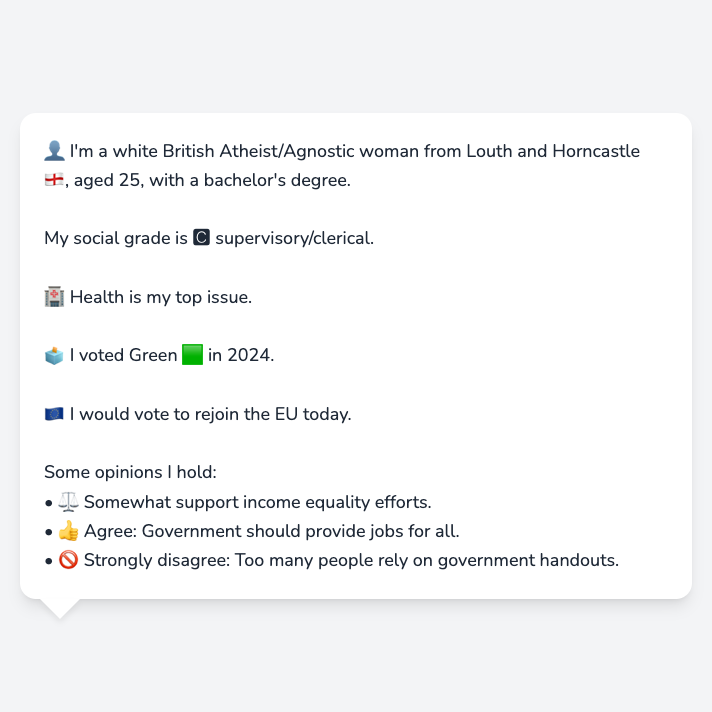 👤 I'm a white British Atheist/Agnostic woman from Louth and Horncastle
🏴󠁧󠁢󠁥󠁮󠁧󠁿, aged 25, with a bachelor's degree.
My social grade is 🅲 supervisory/clerical.
🏥 Health is my top issue.
🗳️ I voted Green 🟩 in 2024.
🇪🇺 I would vote to rejoin the EU today.
Some opinions I hold:
• ⚖️ Somewhat support income equality efforts.
• 👍 Agree: Government should provide jobs for all.
• 🚫 Strongly disagree: Too many people rely on government handouts.